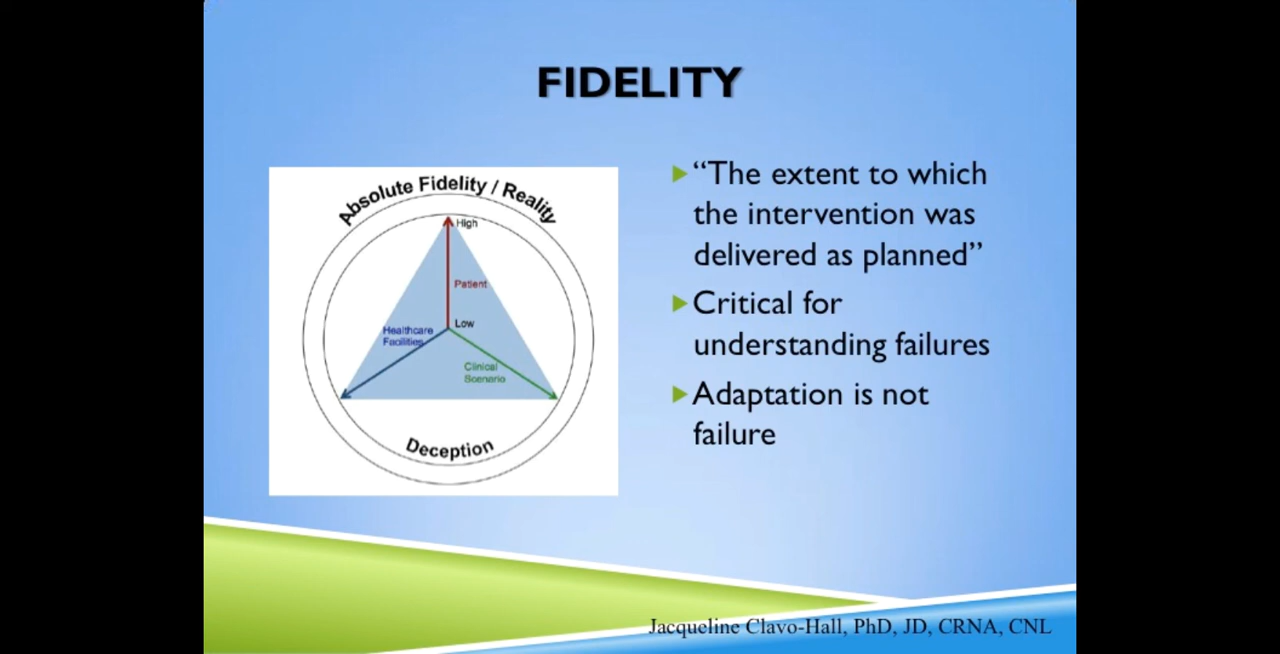 FIDELITY
Absolute Fidelity / Reality
High
Patient
Low
Healthcare
Facilities
Clinical
Scenario
Deception
“The extent to which
the intervention was
delivered as planned”
Critical for
understanding failures
Adaptation is not
failure
Jacqueline Clavo-Hall, PhD, JD, CRNA, CNL